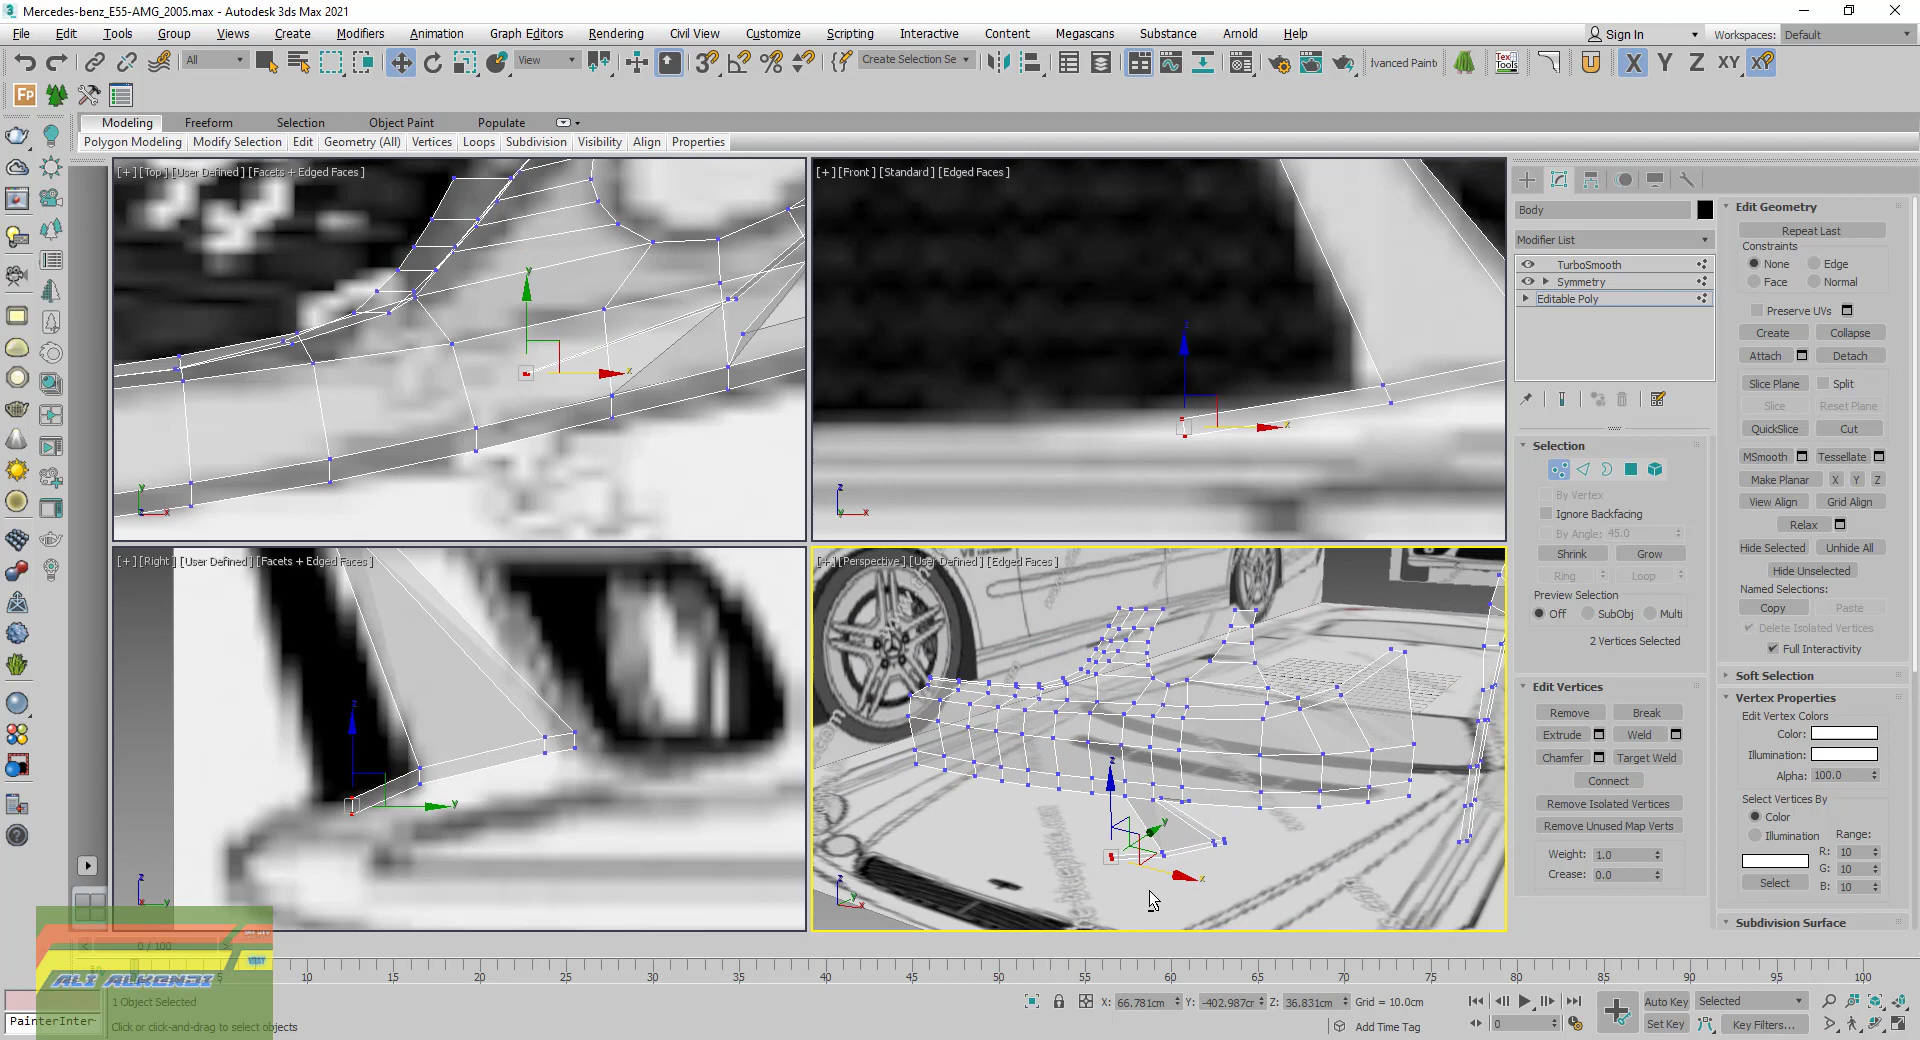 Mercedes-benz_E55-AMG_2005.max - Autodesk 3ds Max 2021
File Edit Tools Group Views Create Modifiers Animation Graph Editors Rendering Civil View Customize Scripting Interactive Content Megascans Substance Arnold Help Sign In Workspaces: Default
All View Create Selection Se Tex Tools X Y Z XY XY
Fp
Modeling Freeform Selection Object Paint Populate
Polygon Modeling Modify Selection Edit Geometry (All) Vertices Loops Subdivision Visibility Align Properties
[+] [Top] [User Defined] [Facets + Edged Faces]
[+] [Front] [Standard] [Edged Faces]
[+] [Right] [User Defined] [Facets + Edged Faces]
[+] [Perspective] [User Defined] [Edged Faces]
Body
Modifier List
TurboSmooth
Symmetry
Editable Poly
Selection
By Vertex
Ignore Backfacing
By Angle: 45.0
Shrink Grow
Ring Loop
Preview Selection
Off SubObj Multi
2 Vertices Selected
Edit Vertices
Remove Break
Extrude Weld
Chamfer Target Weld
Connect
Remove Isolated Vertices
Remove Unused Map Verts
Weight: 1.0
Crease: 0.0
Edit Geometry
Repeat Last
Constraints
None Edge
Face Normal
Preserve UVs
Create Collapse
Attach Detach
Slice Plane Split
Slice Reset Plane
QuickSlice Cut
MSmooth Tessellate
Make Planar X Y Z
View Align Grid Align
Relax
Hide Selected Unhide All
Hide Unselected
Named Selections:
Copy Paste
Delete Isolated Vertices
Full Interactivity
Soft Selection
Vertex Properties
Edit Vertex Colors
Color:
Illumination:
Alpha: 100.0
Select Vertices By
Color
Illumination Range:
R: 10
G: 10
Select B: 10
Subdivision Surface
0 / 100
5 10 15 20 25 30 35 40 45 50 55 60 65 70 75 80 85 90 95 100
ALI ALKENDI
1 Object Selected
PainterInter
Click or click-and-drag to select objects
X: 66.781cm Y: -402.987cm Z: 36.831cm Grid = 10.0cm
Add Time Tag
0
Auto Key Selected
Set Key Key Filters...